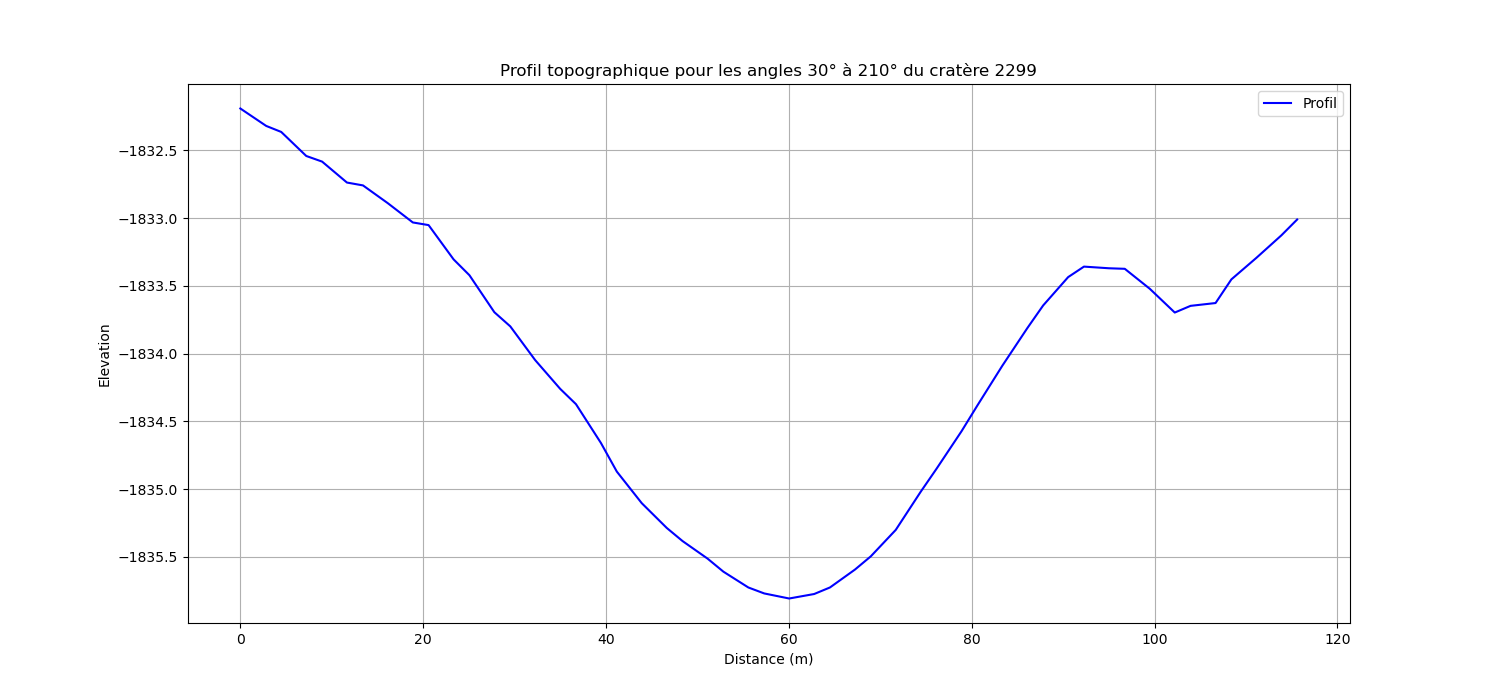 Profil topographique pour les angles 30° à 210° du cratère 2299
Profil
−1832.5
−1833.0
−1833.5
−1834.0
−1834.5
−1835.0
−1835.5
Elevation
0 20 40 60 80 100 120
Distance (m)